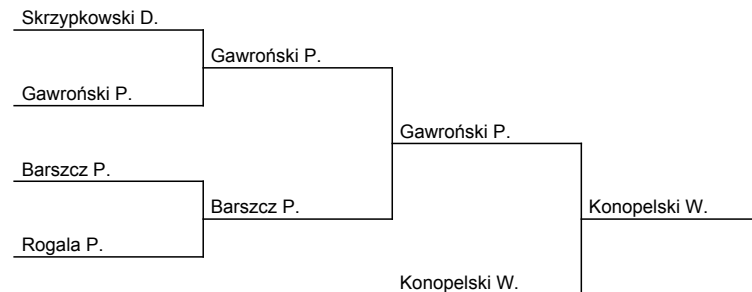 Skrzypkowski D.
Gawroński P.
Gawroński P.
Gawroński P.
Barszcz P.
Barszcz P.
Konopelski W.
Rogala P.
Konopelski W.